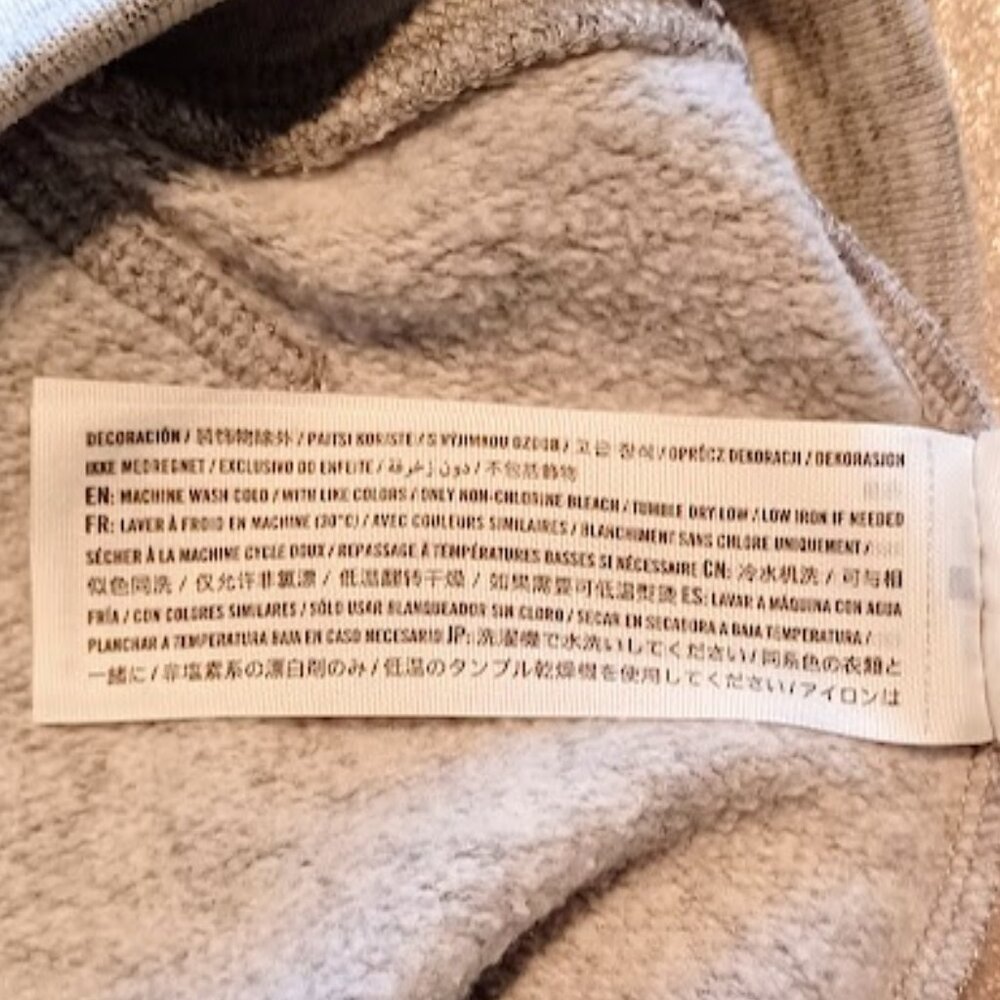 DECORACIÓN / 装飾物除外 / PAITSI KORISTE / S VÝJIMKOU OZDOB / 고급 장식 / OPRÓCZ DEKORACJI / DEKORASJON
IKKE MEDREGNET / EXCLUSIVO DO ENFEITE / دون زخرفة / 不包括饰物
EN: MACHINE WASH COLD / WITH LIKE COLORS / ONLY NON-CHLORINE BLEACH / TUMBLE DRY LOW / LOW IRON IF NEEDED
FR: LAVER À FROID EN MACHINE (30°C) / AVEC COULEURS SIMILAIRES / BLANCHIMENT SANS CHLORE UNIQUEMENT /
SÉCHER À LA MACHINE CYCLE DOUX / REPASSAGE À TEMPÉRATURES BASSES SI NÉCESSAIRE CN: 冷水机洗 / 可与相
似色同洗 / 仅允许非氯漂 / 低温翻转干燥 / 如果需要可低温熨烫 ES: LAVAR A MÁQUINA CON AGUA
FRÍA / CON COLORES SIMILARES / SÓLO USAR BLANQUEADOR SIN CLORO / SECAR EN SECADORA A BAJA TEMPERATURA /
PLANCHAR A TEMPERATURA BAJA EN CASO NECESARIO JP: 洗濯機で水洗いしてください / 同系色の衣類と
一緒に / 非塩素系の漂白剤のみ / 低温のタンブル乾燥機を使用してください / アイロンは